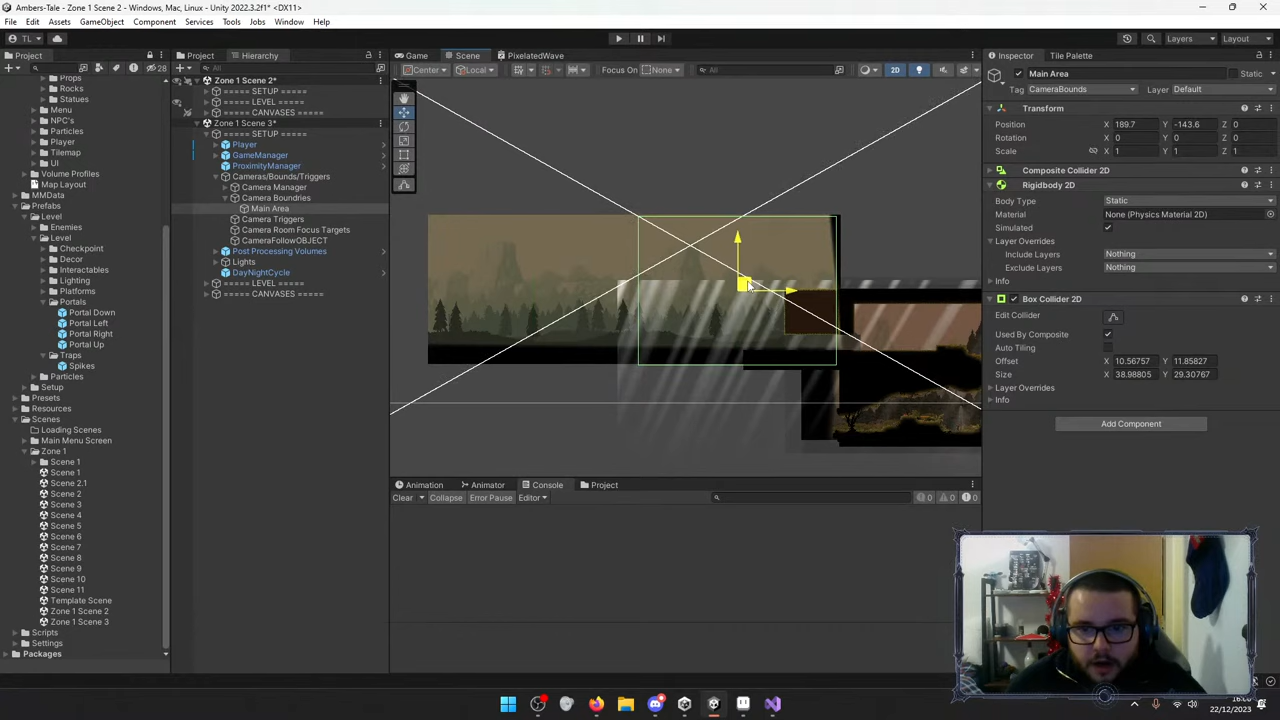 Ambers-Tale - Zone 1 Scene 2 - Windows, Mac, Linux - Unity 2022.3.2f1* <DX11>
File Edit Assets GameObject Component Services Tools Jobs Window Help
TL
Layers
Layout
Project
Project
Hierarchy
Game
Scene
PixelatedWave
Inspector
Tile Palette
28
All
Center
Local
Focus On
None
All
2D
Props
Rocks
Statues
Menu
NPC's
Particles
Player
Tilemap
UI
Volume Profiles
Map Layout
MMData
Prefabs
Level
Enemies
Level
Checkpoint
Decor
Interactables
Lighting
Platforms
Portals
Portal Down
Portal Left
Portal Right
Portal Up
Traps
Spikes
Particles
Setup
Presets
Resources
Scenes
Loading Scenes
Main Menu Screen
Zone 1
Scene 1
Scene 1
Scene 2.1
Scene 2
Scene 3
Scene 4
Scene 5
Scene 6
Scene 7
Scene 8
Scene 9
Scene 10
Scene 11
Template Scene
Zone 1 Scene 2
Zone 1 Scene 3
Scripts
Settings
Packages
Zone 1 Scene 2*
===== SETUP =====
===== LEVEL =====
===== CANVASES =====
Zone 1 Scene 3*
===== SETUP =====
Player
GameManager
ProximityManager
Cameras/Bounds/Triggers
Camera Manager
Camera Boundries
Main Area
Camera Triggers
Camera Room Focus Targets
CameraFollowOBJECT
Post Processing Volumes
Lights
DayNightCycle
===== LEVEL =====
===== CANVASES =====
Animation
Animator
Console
Project
Clear
Collapse
Error Pause
Editor
0
0
0
Main Area
Static
Tag CameraBounds
Layer Default
Transform
Position X 189.7 Y -143.6 Z 0
Rotation X 0 Y 0 Z 0
Scale X 1 Y 1 Z 1
Composite Collider 2D
Rigidbody 2D
Body Type Static
Material None (Physics Material 2D)
Simulated
Layer Overrides
Include Layers Nothing
Exclude Layers Nothing
Info
Box Collider 2D
Edit Collider
Used By Composite
Auto Tiling
Offset X 10.56757 Y 11.85827
Size X 38.98805 Y 29.30767
Layer Overrides
Info
Add Component
22/12/2023